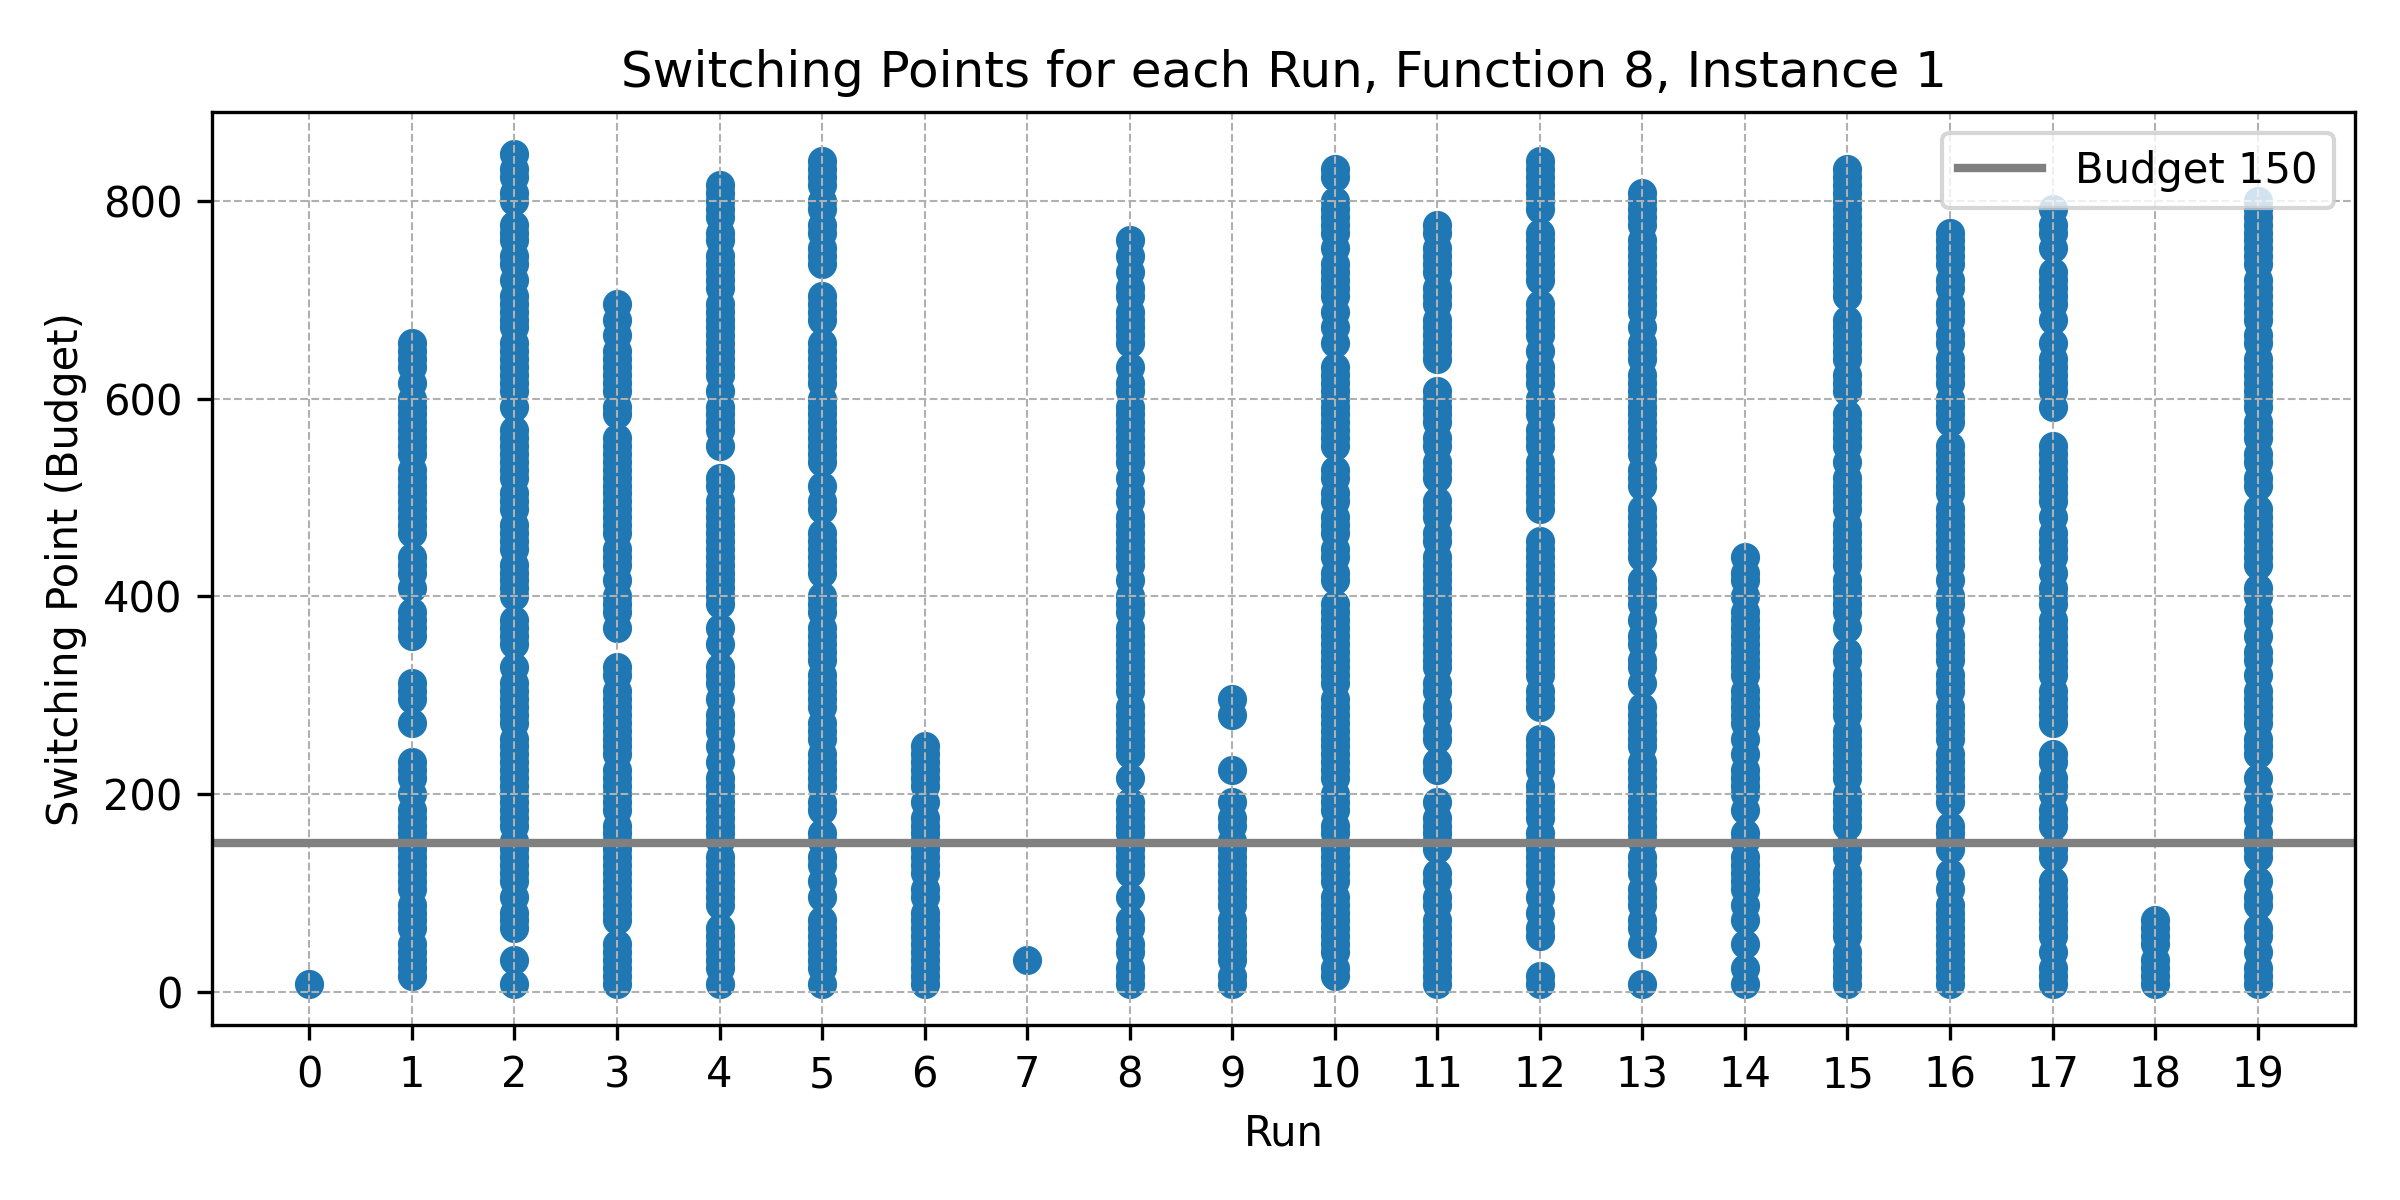 Switching Points for each Run, Function 8, Instance 1
Budget 150
Switching Point (Budget)
800
600
400
200
0
0 1 2 3 4 5 6 7 8 9 10 11 12 13 14 15 16 17 18 19
Run